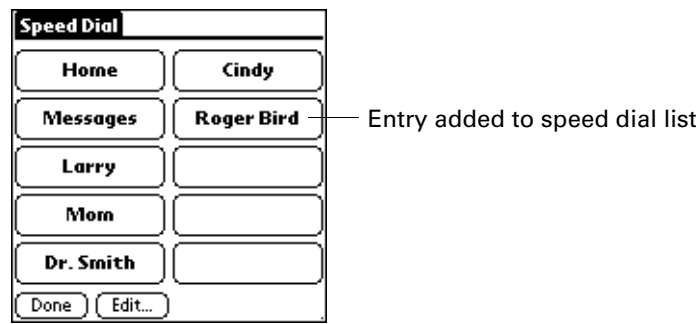 Speed Dial
Home
Cindy
Messages
Roger Bird
Entry added to speed dial list
Larry
Mom
Dr. Smith
Done
Edit...